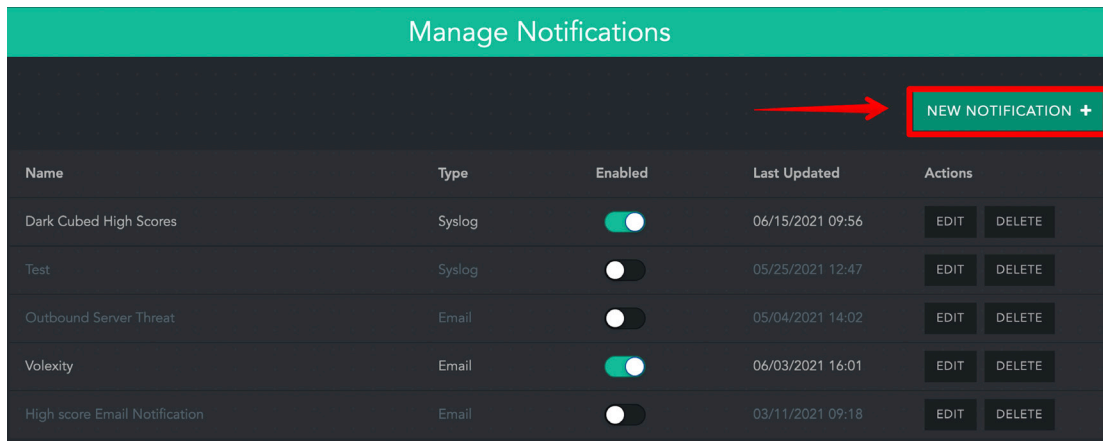 Manage Notifications
NEW NOTIFICATION +
Name Type Enabled Last Updated Actions
Dark Cubed High Scores Syslog 06/15/2021 09:56 EDIT DELETE
Test Syslog 05/25/2021 12:47 EDIT DELETE
Outbound Server Threat Email 05/04/2021 14:02 EDIT DELETE
Volexity Email 06/03/2021 16:01 EDIT DELETE
High score Email Notification Email 03/11/2021 09:18 EDIT DELETE